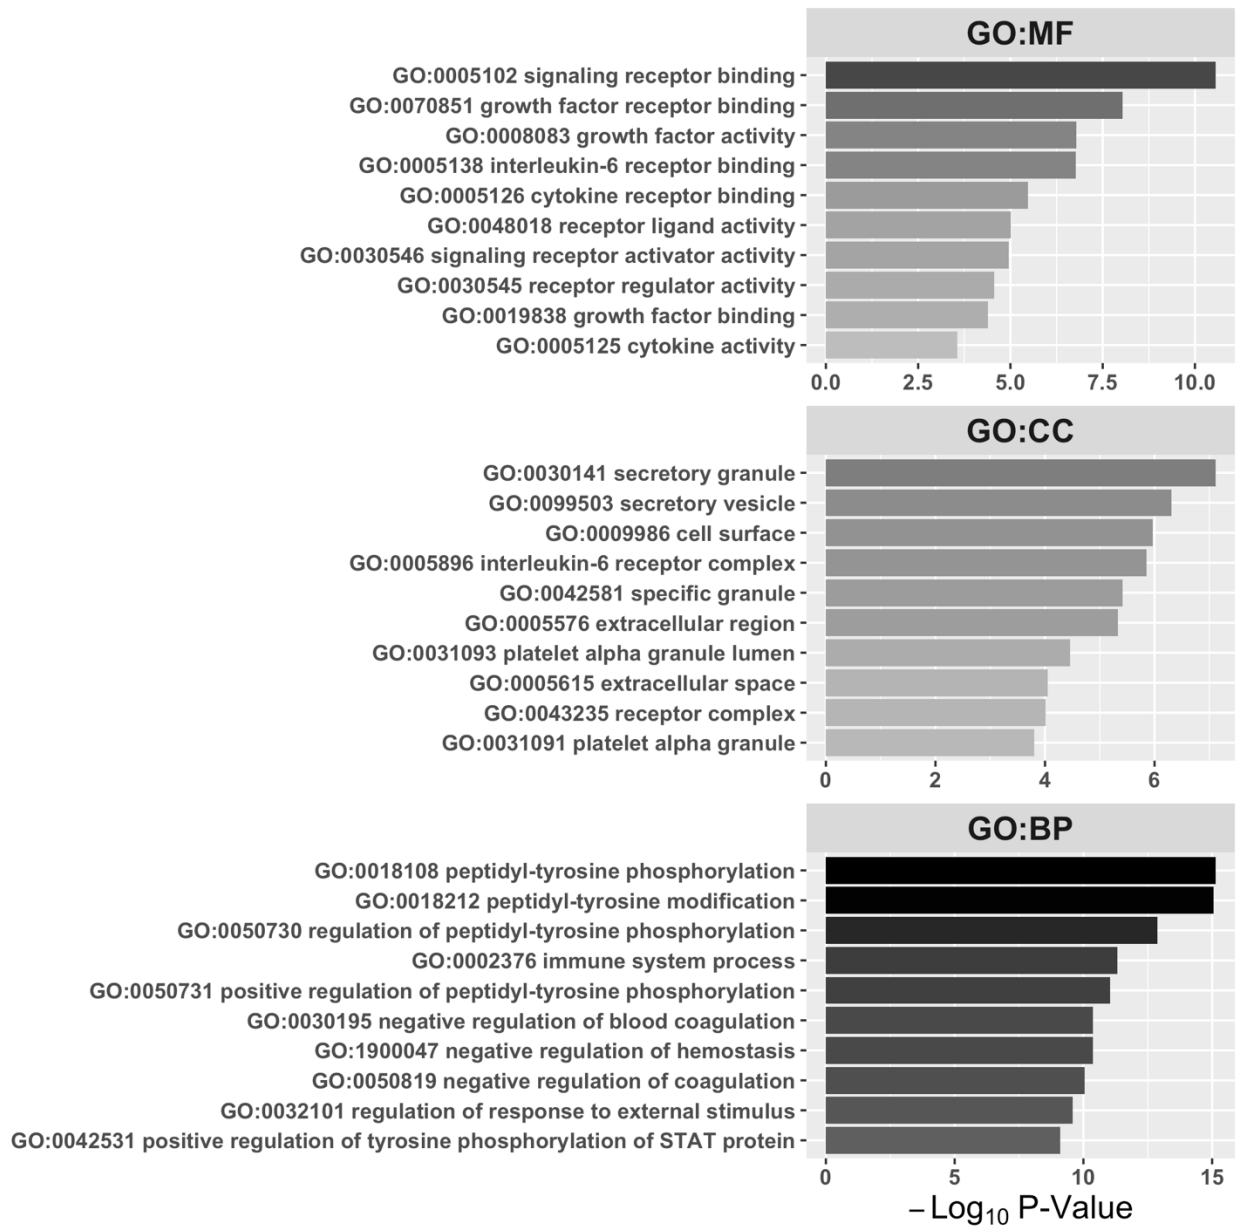 GO:MF
GO:0005102 signaling receptor binding
GO:0070851 growth factor receptor binding
GO:0008083 growth factor activity
GO:0005138 interleukin-6 receptor binding
GO:0005126 cytokine receptor binding
GO:0048018 receptor ligand activity
GO:0030546 signaling receptor activator activity
GO:0030545 receptor regulator activity
GO:0019838 growth factor binding
GO:0005125 cytokine activity
0.0 2.5 5.0 7.5 10.0
GO:CC
GO:0030141 secretory granule
GO:0099503 secretory vesicle
GO:0009986 cell surface
GO:0005896 interleukin-6 receptor complex
GO:0042581 specific granule
GO:0005576 extracellular region
GO:0031093 platelet alpha granule lumen
GO:0005615 extracellular space
GO:0043235 receptor complex
GO:0031091 platelet alpha granule
0 2 4 6
GO:BP
GO:0018108 peptidyl-tyrosine phosphorylation
GO:0018212 peptidyl-tyrosine modification
GO:0050730 regulation of peptidyl-tyrosine phosphorylation
GO:0002376 immune system process
GO:0050731 positive regulation of peptidyl-tyrosine phosphorylation
GO:0030195 negative regulation of blood coagulation
GO:1900047 negative regulation of hemostasis
GO:0050819 negative regulation of coagulation
GO:0032101 regulation of response to external stimulus
GO:0042531 positive regulation of tyrosine phosphorylation of STAT protein
0 5 10 15
−Log₁₀ P-Value